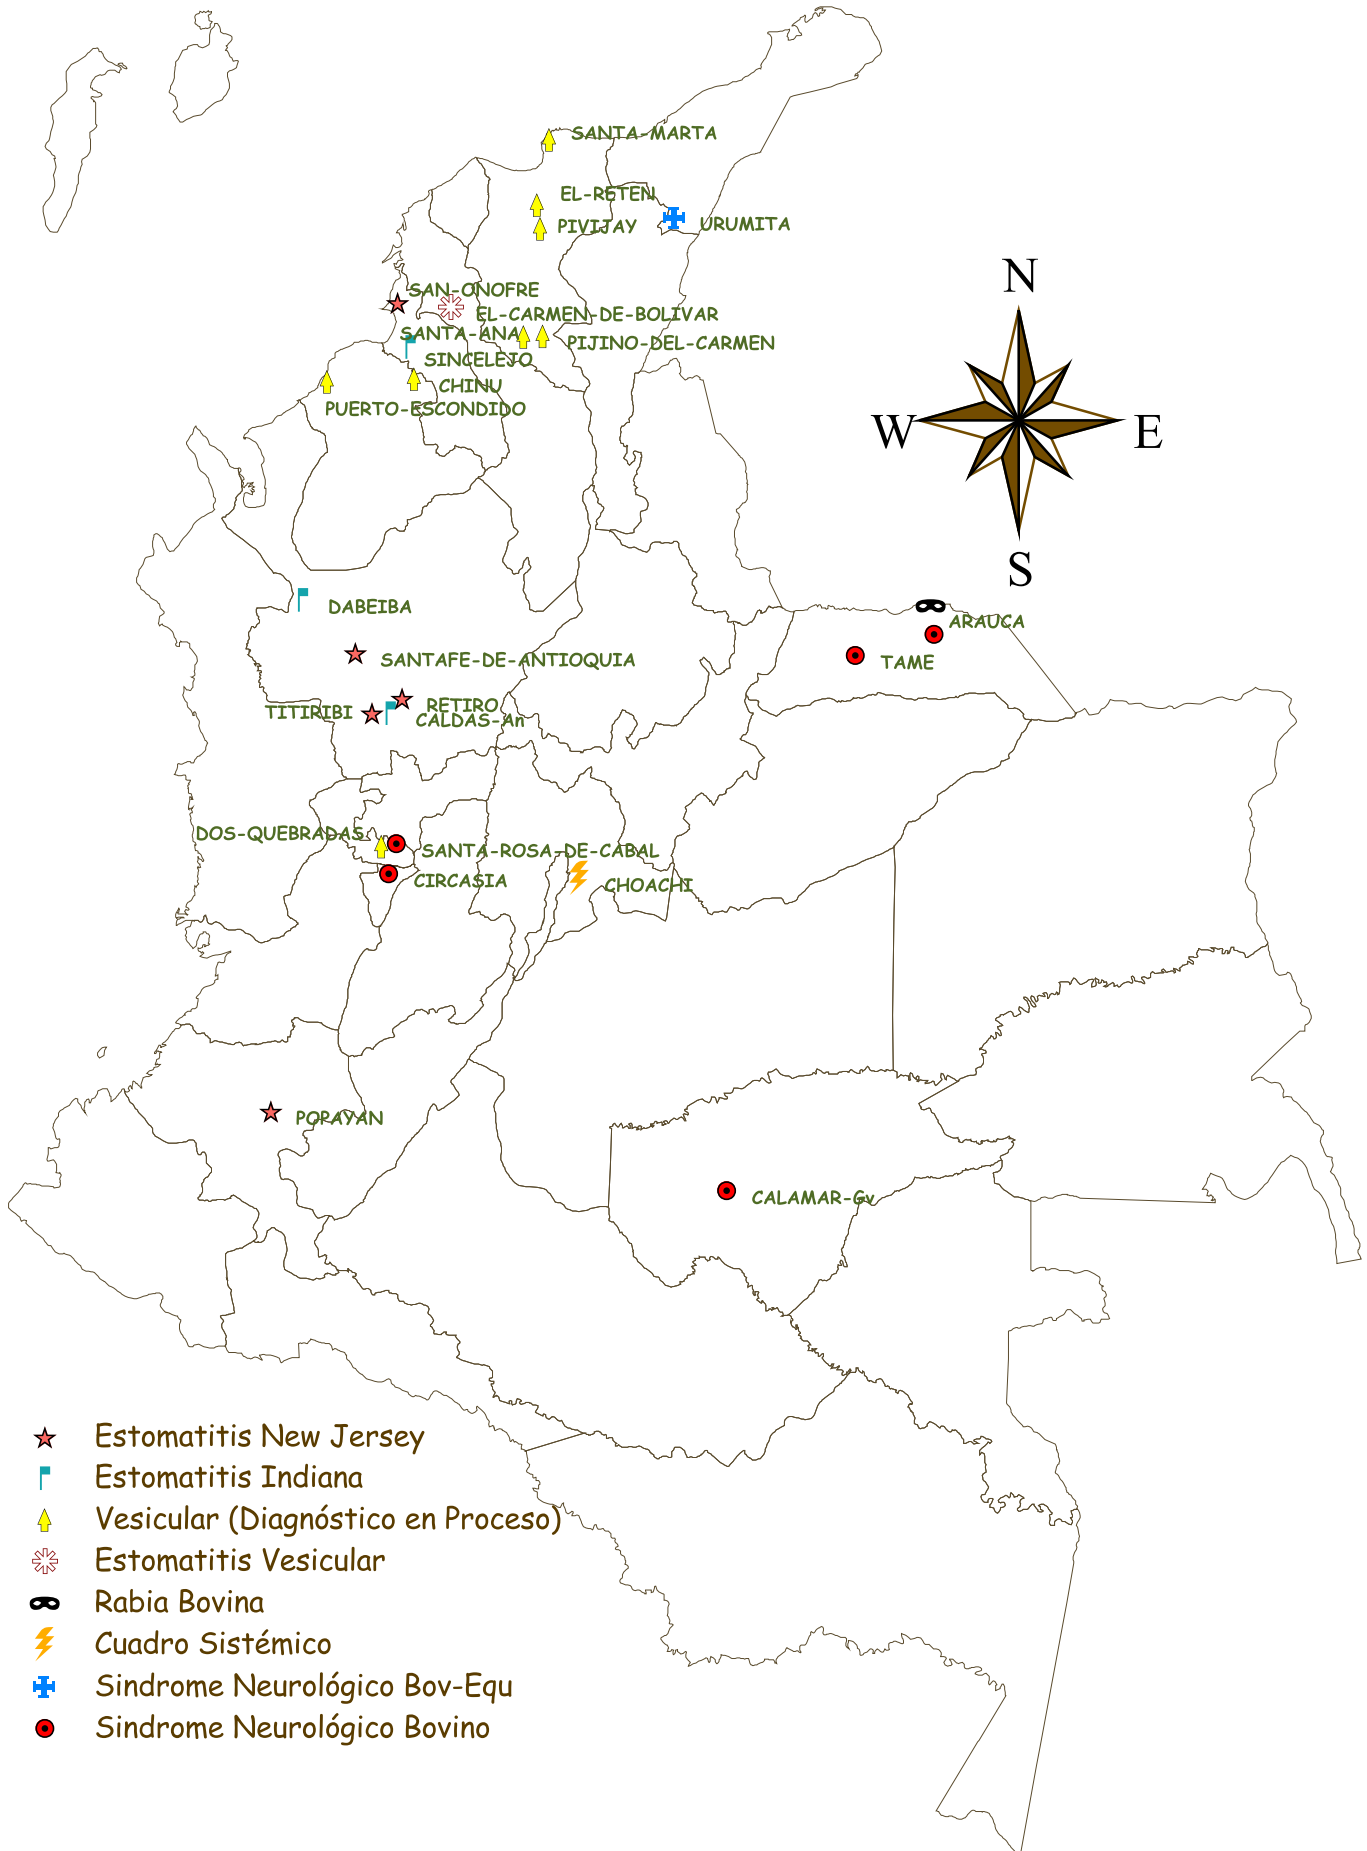 SANTA-MARTA
EL-RETEN
PIVIJAY
URUMITA
N
SAN-ONOFRE
EL-CARMEN-DE-BOLIVAR
SANTA-ANA
PIJINO-DEL-CARMEN
SINCELEJO
CHINU
PUERTO-ESCONDIDO
W
E
S
DABEIBA
ARAUCA
SANTAFE-DE-ANTIOQUIA
TAME
RETIRO
TITIRIBI
CALDAS-An
DOS-QUEBRADAS
SANTA-ROSA-DE-CABAL
CIRCASIA
CHOACHI
POPAYAN
CALAMAR-Gv
Estomatitis New Jersey
Estomatitis Indiana
Vesicular (Diagnóstico en Proceso)
Estomatitis Vesicular
Rabia Bovina
Cuadro Sistémico
Sindrome Neurológico Bov-Equ
Sindrome Neurológico Bovino